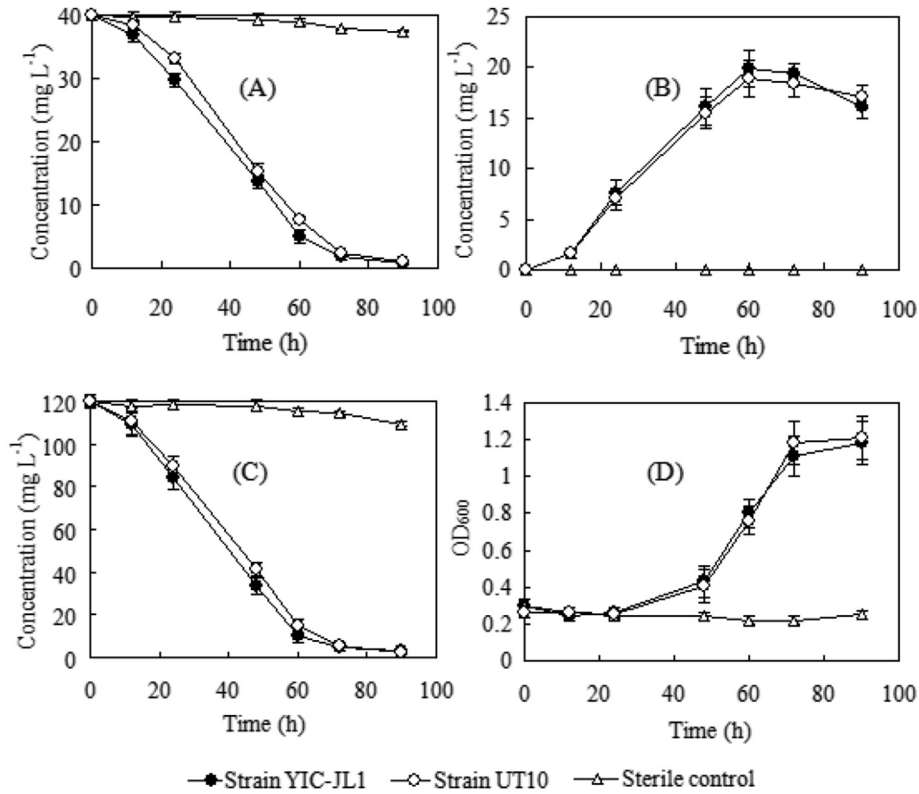 40
30
20
10
0
Concentration (mg L⁻¹)
(A)
0 20 40 60 80 100
Time (h)
25
20
15
10
5
0
Concentration (mg L⁻¹)
(B)
0 20 40 60 80 100
Time (h)
120
100
80
60
40
20
0
Concentration (mg L⁻¹)
(C)
0 20 40 60 80 100
Time (h)
1.4
1.2
1
0.8
0.6
0.4
0.2
0
OD₆₀₀
(D)
0 20 40 60 80 100
Time (h)
Strain YIC-JL1 Strain UT10 Sterile control